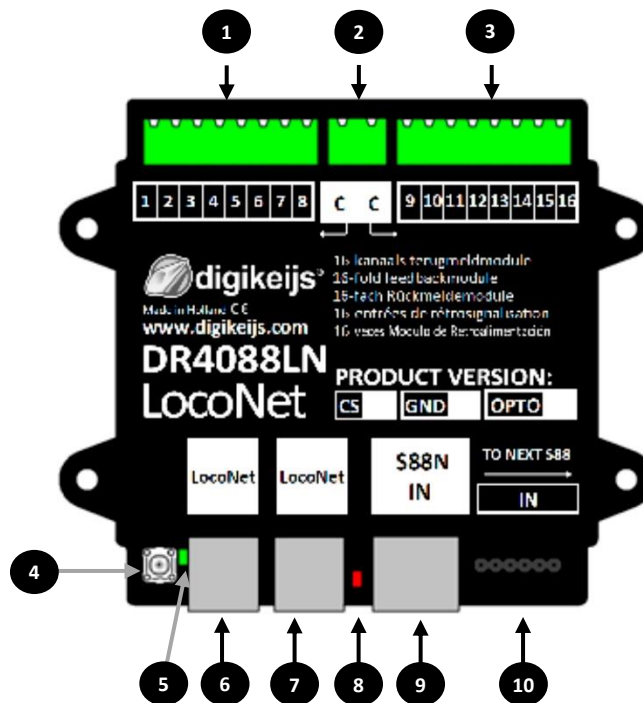 1 2 3
1 2 3 4 5 6 7 8 C C 9 10 11 12 13 14 15 16
digikeijs®
Made in Holland C€
www.digikeijs.com
DR4088LN
LocoNet
16 kanaals terugmeldmodule
16-fold feedbackmodule
16-fach Rückmeldemodule
16 entrées de rétrosignalisation
16 veces Modulo de Retroalimentación
PRODUCT VERSION:
CS GND OPTO
LocoNet
LocoNet
S88N
IN
TO NEXT S88
IN
4
5 6 7 8 9 10